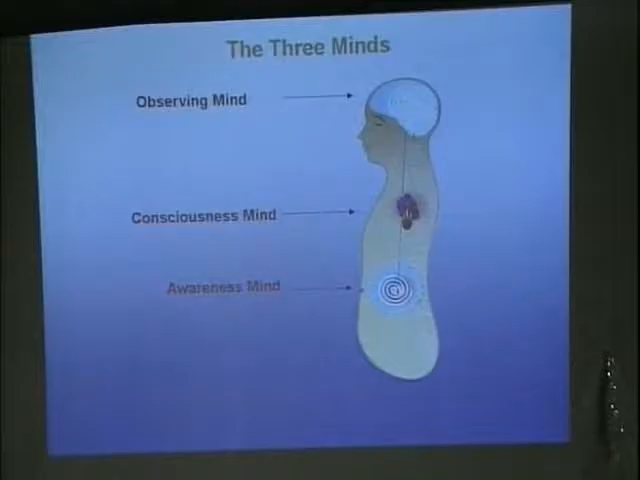 The Three Minds
Observing Mind
Consciousness Mind
Awareness Mind